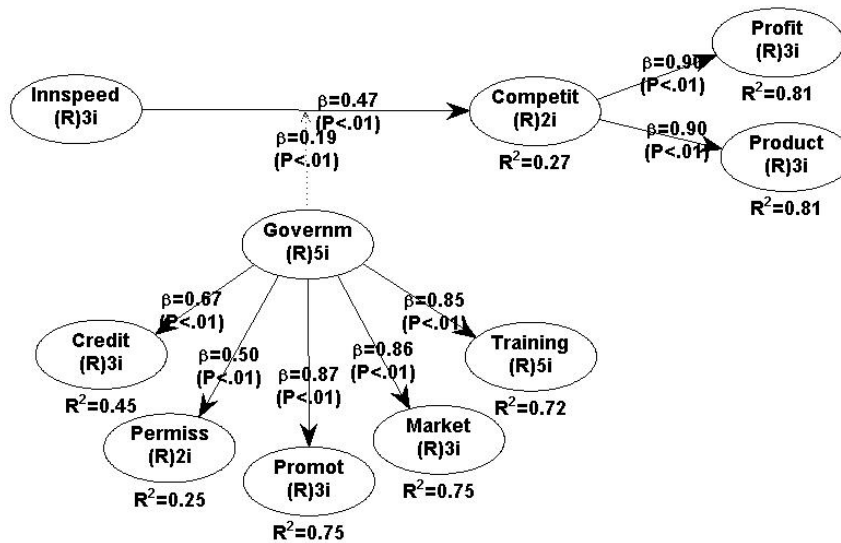 Profit
(R)3i
R²=0.81
β=0.90
(P<.01)
Innspeed
(R)3i
β=0.47
(P<.01)
Competit
(R)2i
R²=0.27
β=0.90
(P<.01)
Product
(R)3i
R²=0.81
β=0.19
(P<.01)
Governm
(R)5i
β=0.67
(P<.01)
Credit
(R)3i
R²=0.45
β=0.50
(P<.01)
Permiss
(R)2i
R²=0.25
β=0.87
(P<.01)
Promot
(R)3i
R²=0.75
β=0.86
(P<.01)
Market
(R)3i
R²=0.75
β=0.85
(P<.01)
Training
(R)5i
R²=0.72